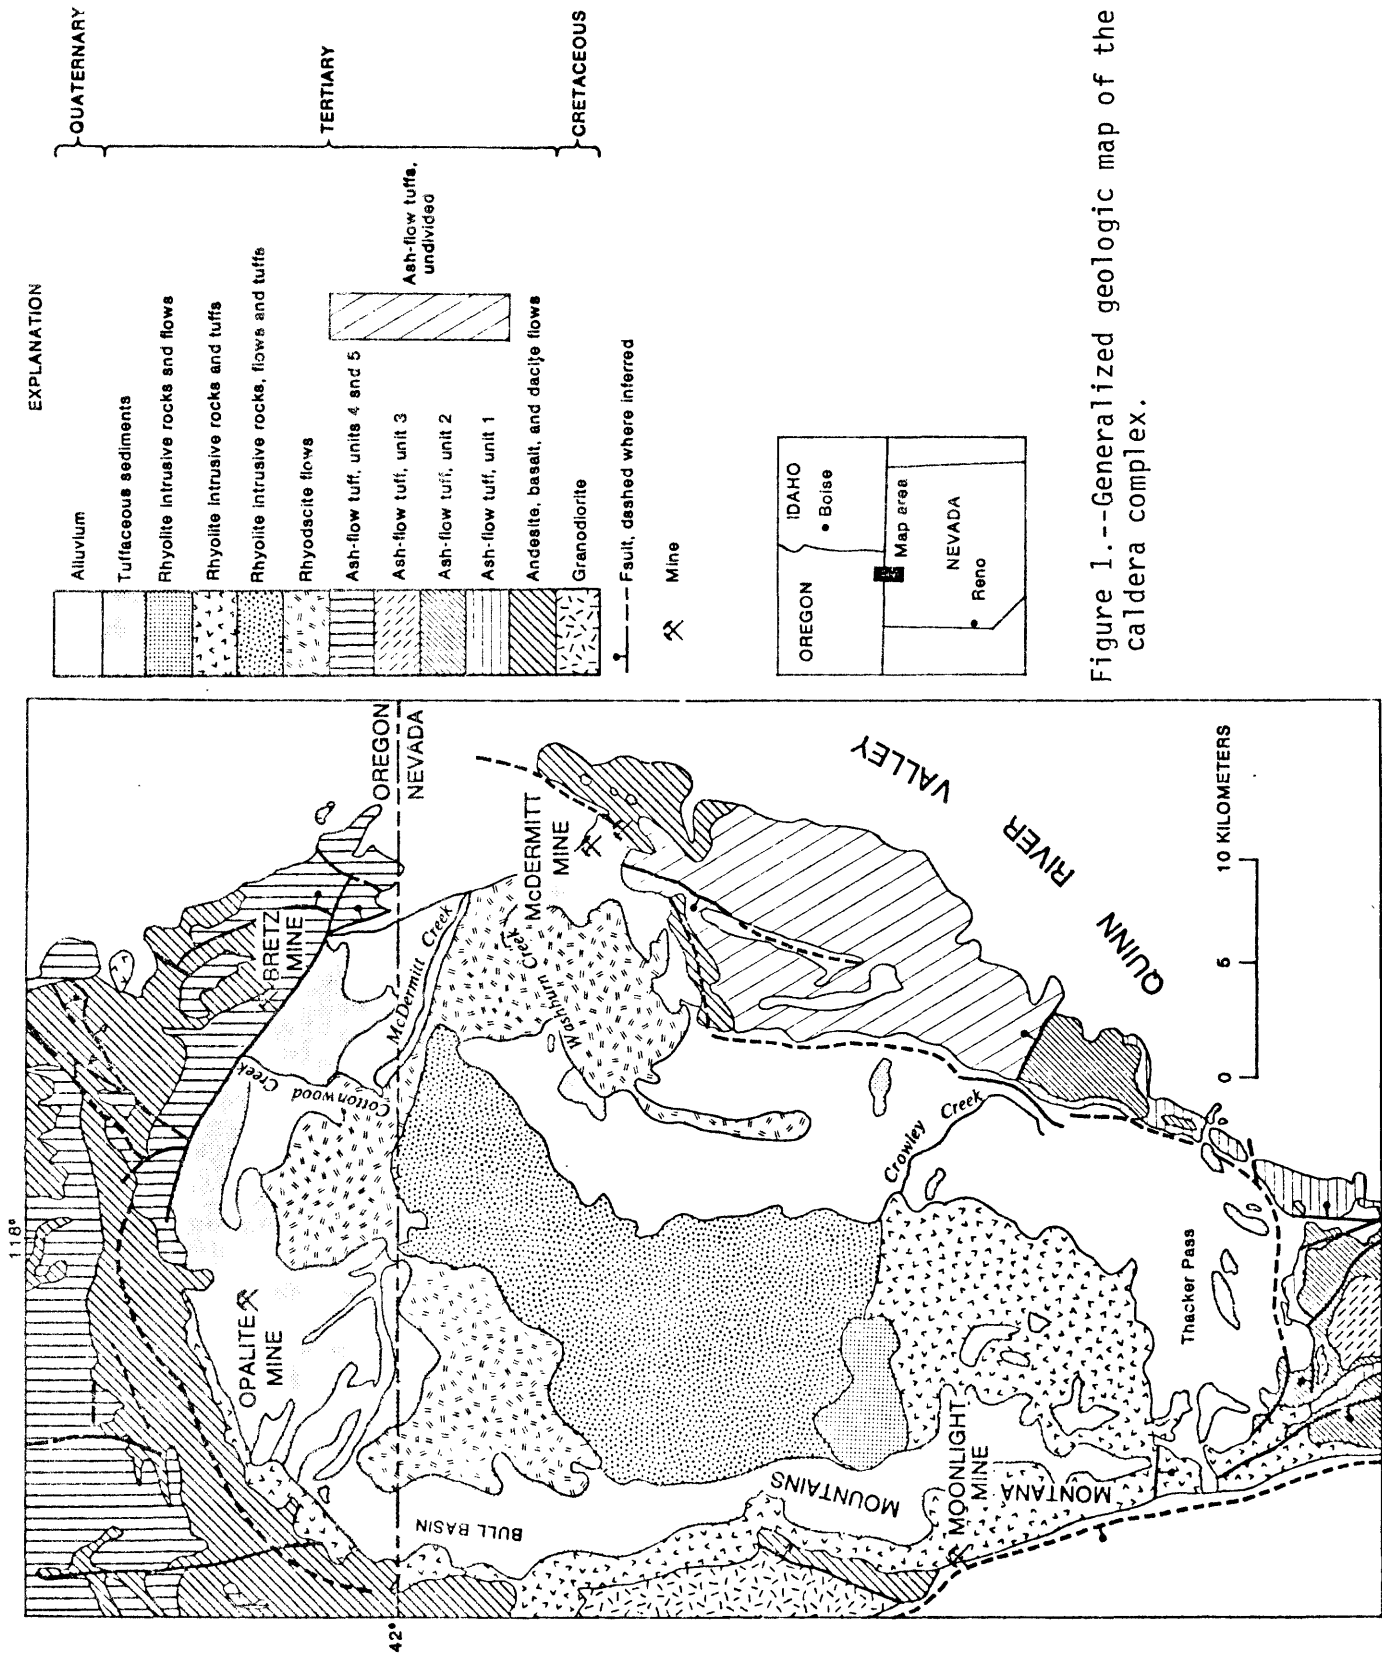 EXPLANATION
Alluvium
Tuffaceous sediments
Rhyolite intrusive rocks and flows
Rhyolite intrusive rocks and tuffs
Rhyolite intrusive rocks, flows and tuffs
Rhyodacite flows
Ash-flow tuff, units 4 and 5
Ash-flow tuff, unit 3
Ash-flow tuff, unit 2
Ash-flow tuff, unit 1
Andesite, basalt, and dacite flows
Granodiorite
Ash-flow tuffs,
undivided
QUATERNARY
TERTIARY
CRETACEOUS
Fault, dashed where inferred
Mine
OREGON
IDAHO
Boise
Map area
NEVADA
Reno
Figure 1.--Generalized geologic map of the
caldera complex.
118°
42°
OREGON
NEVADA
BRETZ
MINE
OPALITE
MINE
McDERMITT
MINE
MOONLIGHT
MINE
Cottonwood
Creek
McDermitt Creek
Washburn Creek
Crowley Creek
BULL BASIN
MONTANA
MOUNTAINS
Thacker Pass
QUINN
RIVER
VALLEY
0 5 10 KILOMETERS